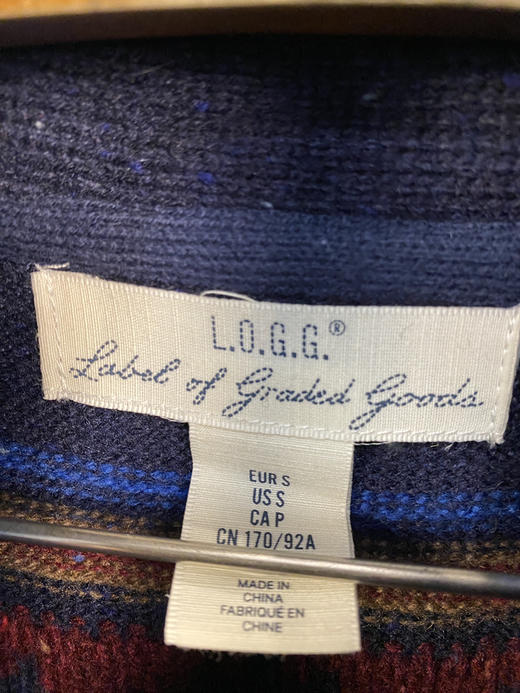 L.O.G.G.®
Label of Graded Goods
EUR S
US S
CA P
CN 170/92A
MADE IN
CHINA
FABRIQUÉ EN
CHINE